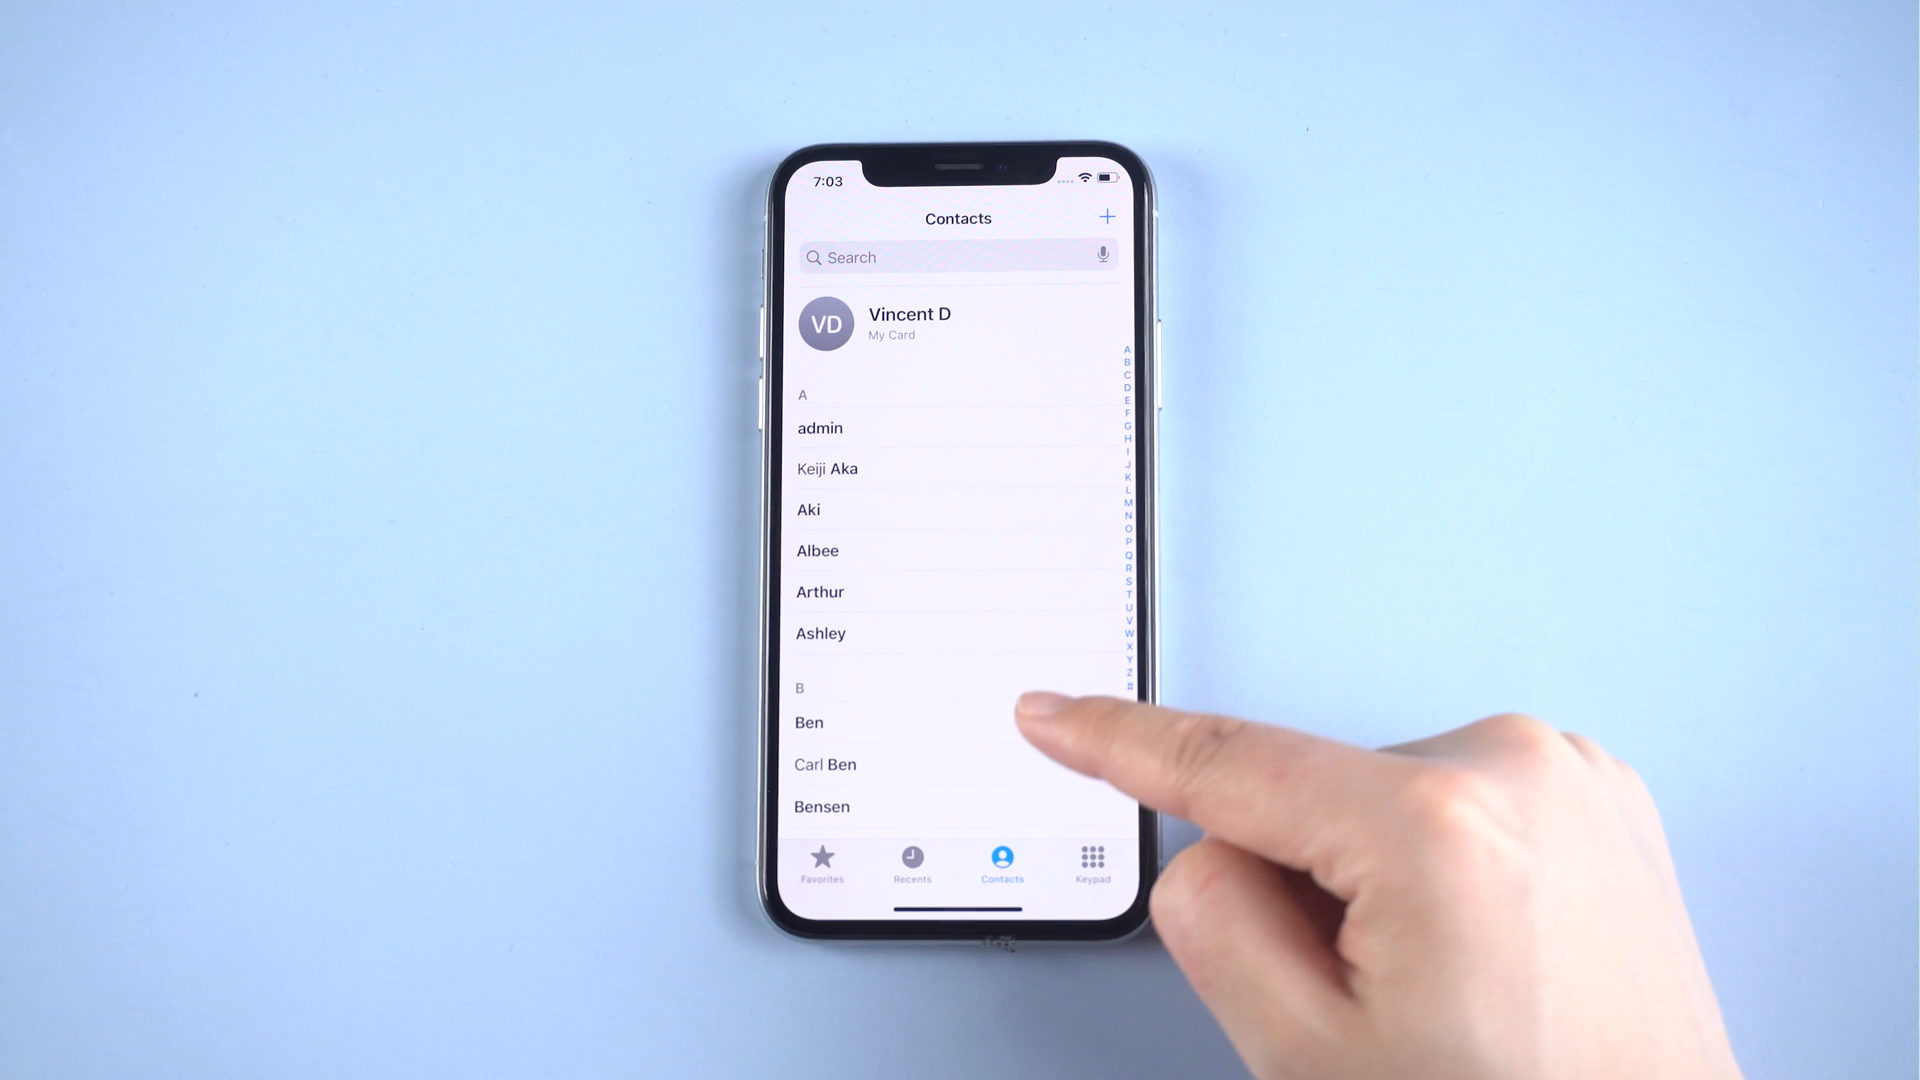 7:03
Contacts
Search
VD
Vincent D
My Card
A
admin
Keiji Aka
Aki
Albee
Arthur
Ashley
B
Ben
Carl Ben
Bensen
A
B
C
D
E
F
G
H
I
J
K
L
M
N
O
P
Q
R
S
T
U
V
W
X
Y
Z
#
Favorites
Recents
Contacts
Keypad